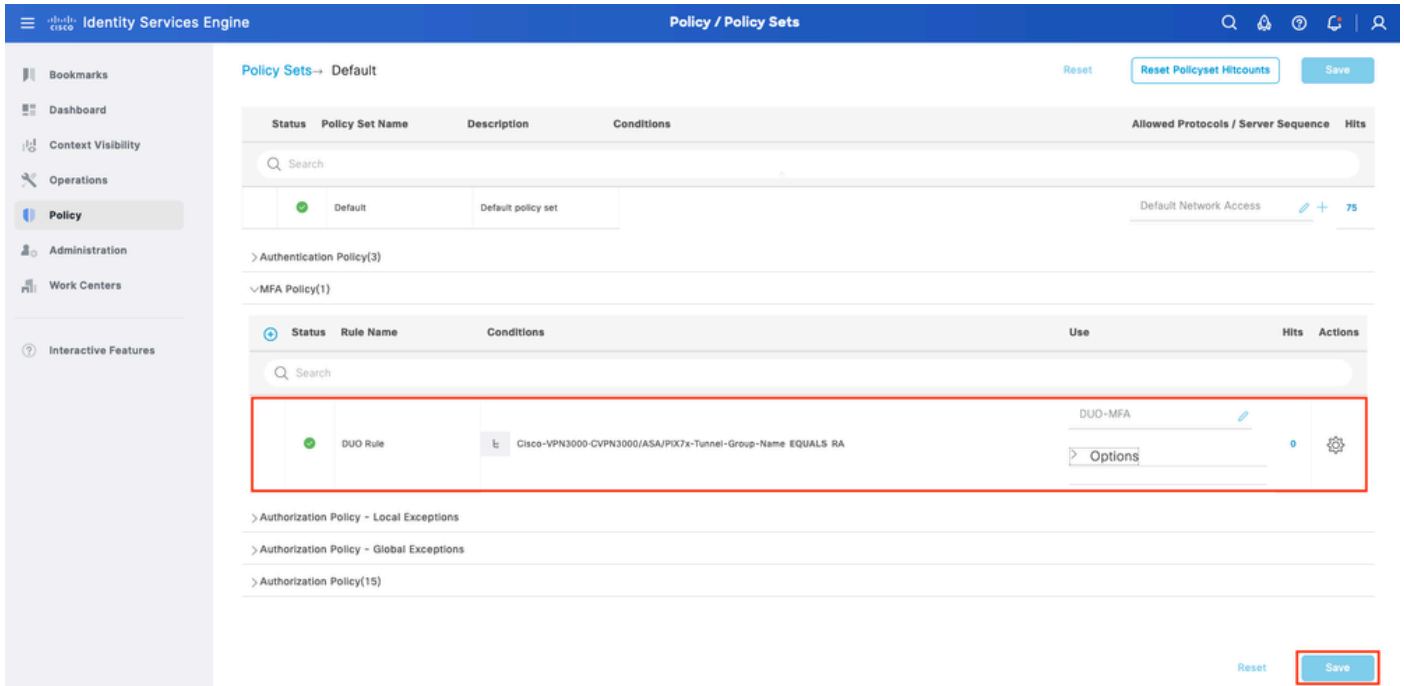 cisco Identity Services Engine
Policy / Policy Sets
Bookmarks
Dashboard
Context Visibility
Operations
Policy
Administration
Work Centers
Interactive Features
Policy Sets→ Default
Reset
Reset Policyset Hitcounts
Save
Status Policy Set Name Description Conditions Allowed Protocols / Server Sequence Hits
Search
Default Default policy set Default Network Access 75
Authentication Policy(3)
MFA Policy(1)
Status Rule Name Conditions Use Hits Actions
Search
DUO-MFA
DUO Rule Cisco-VPN3000-CVPN3000/ASA/PIX7x-Tunnel-Group-Name EQUALS RA 0
Options
Authorization Policy - Local Exceptions
Authorization Policy - Global Exceptions
Authorization Policy(15)
Reset
Save